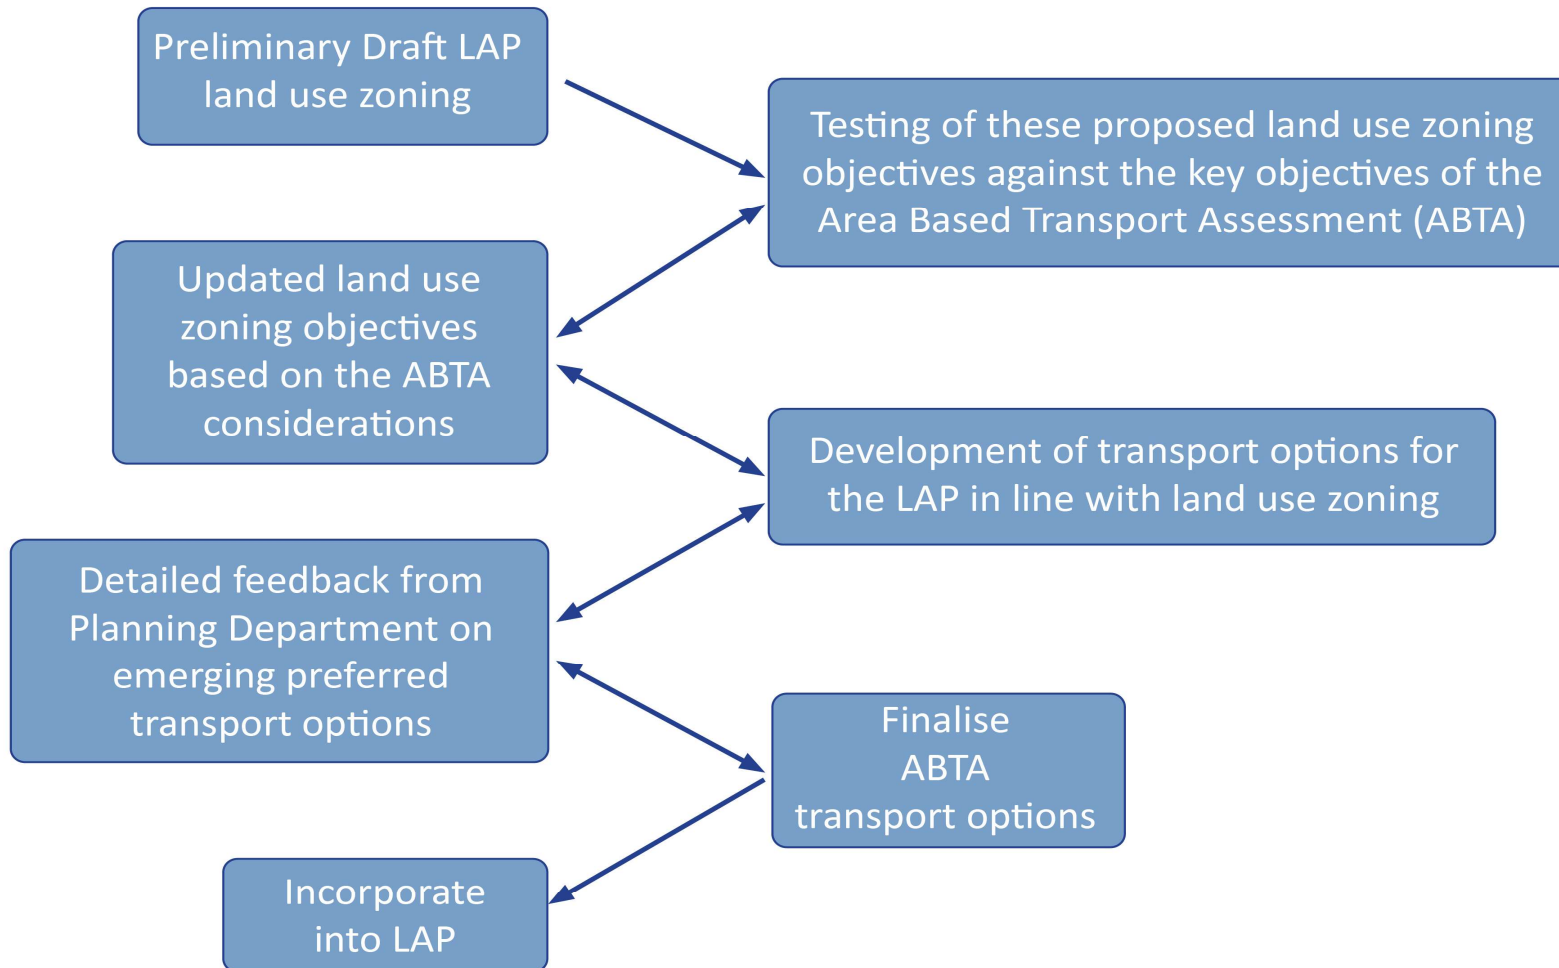 Preliminary Draft LAP
land use zoning
Testing of these proposed land use zoning
objectives against the key objectives of the
Area Based Transport Assessment (ABTA)
Updated land use
zoning objectives
based on the ABTA
considerations
Development of transport options for
the LAP in line with land use zoning
Detailed feedback from
Planning Department on
emerging preferred
transport options
Finalise
ABTA
transport options
Incorporate
into LAP